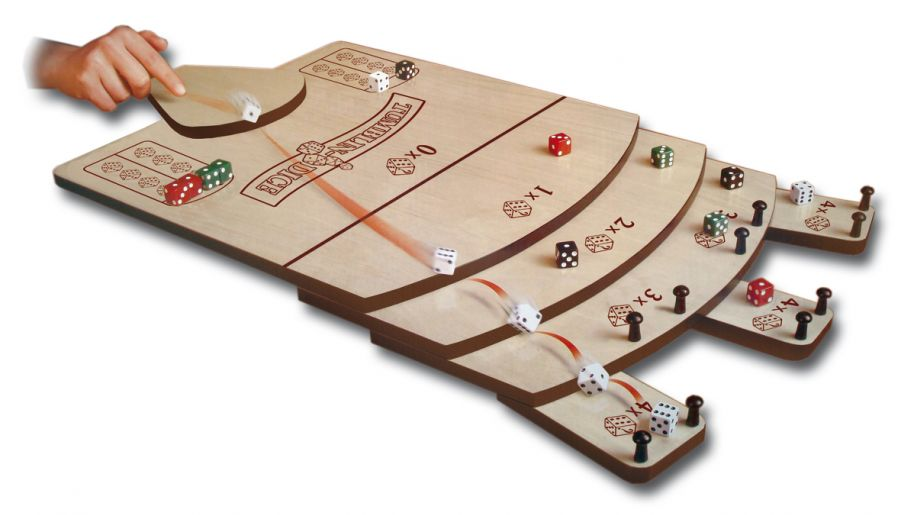 TUMBLIN' DICE
0x
1x
2x
3x
4x
4x
4x